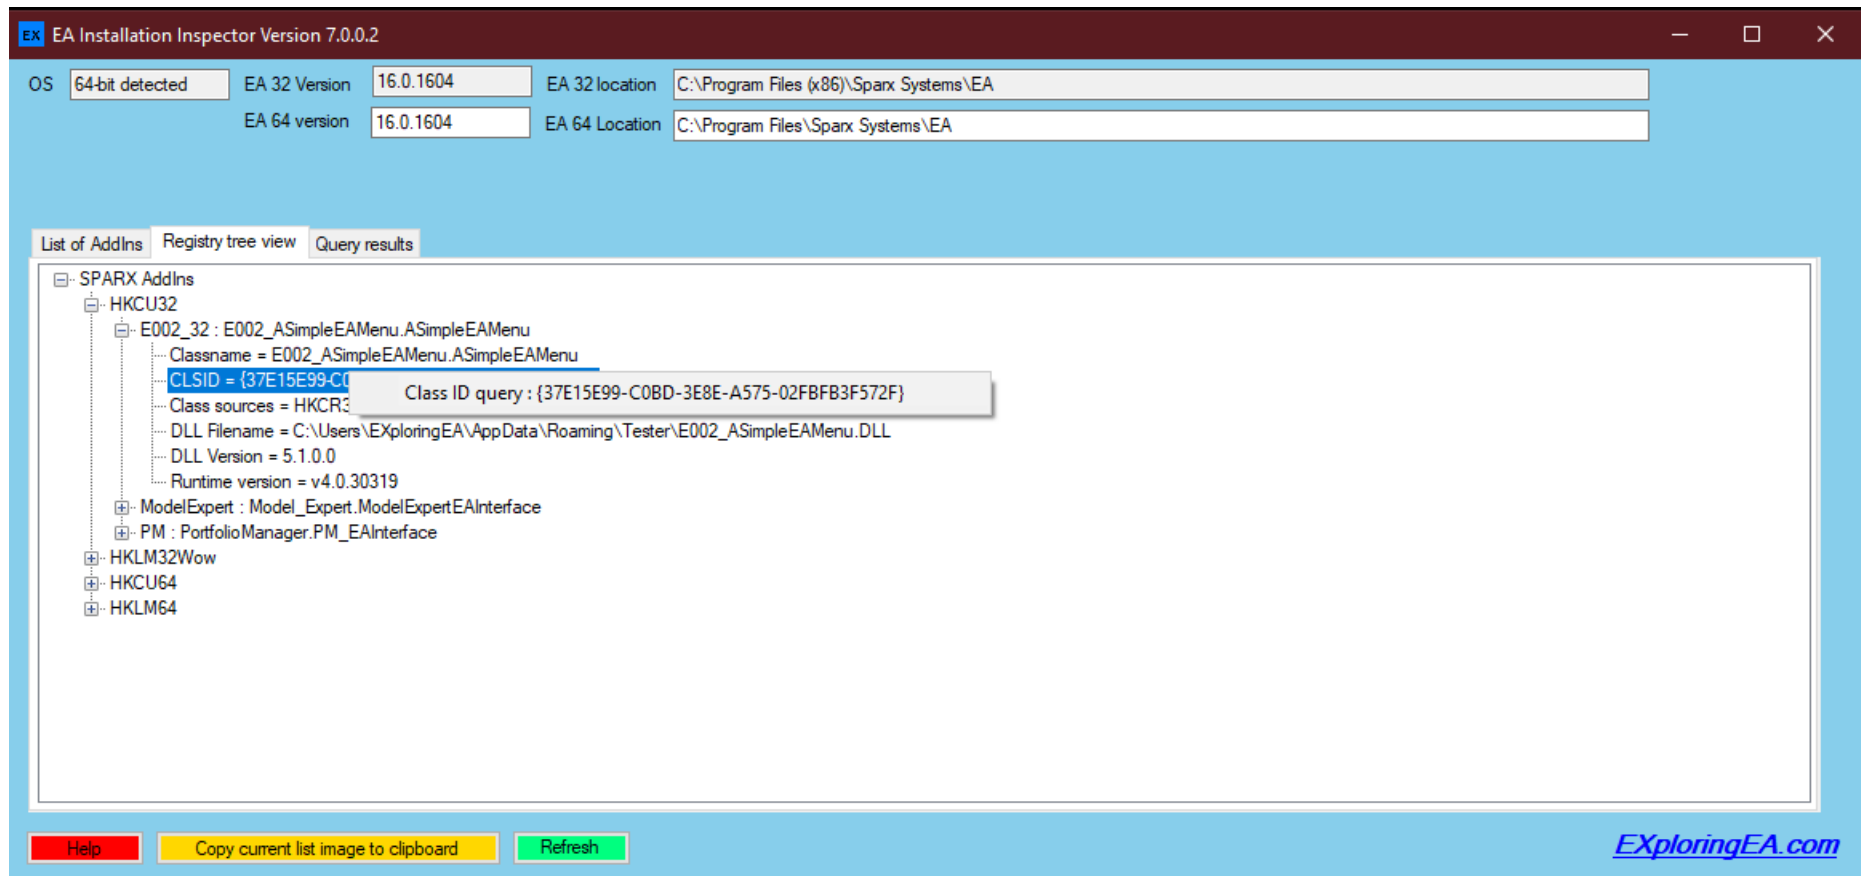 EX EA Installation Inspector Version 7.0.0.2
OS 64-bit detected EA 32 Version 16.0.1604 EA 32 location C:\Program Files (x86)\Sparx Systems\EA
EA 64 version 16.0.1604 EA 64 Location C:\Program Files\Sparx Systems\EA
List of AddIns Registry tree view Query results
SPARX AddIns
HKCU32
E002_32 : E002_ASimpleEAMenu.ASimpleEAMenu
Classname = E002_ASimpleEAMenu.ASimpleEAMenu
CLSID = {37E15E99-C0
Class ID query : {37E15E99-C0BD-3E8E-A575-02FBFB3F572F}
Class sources = HKCR3
DLL Filename = C:\Users\EXploringEA\AppData\Roaming\Tester\E002_ASimpleEAMenu.DLL
DLL Version = 5.1.0.0
Runtime version = v4.0.30319
ModelExpert : Model_Expert.ModelExpertEAInterface
PM : PortfolioManager.PM_EAInterface
HKLM32Wow
HKCU64
HKLM64
Help Copy current list image to clipboard Refresh EXploringEA.com